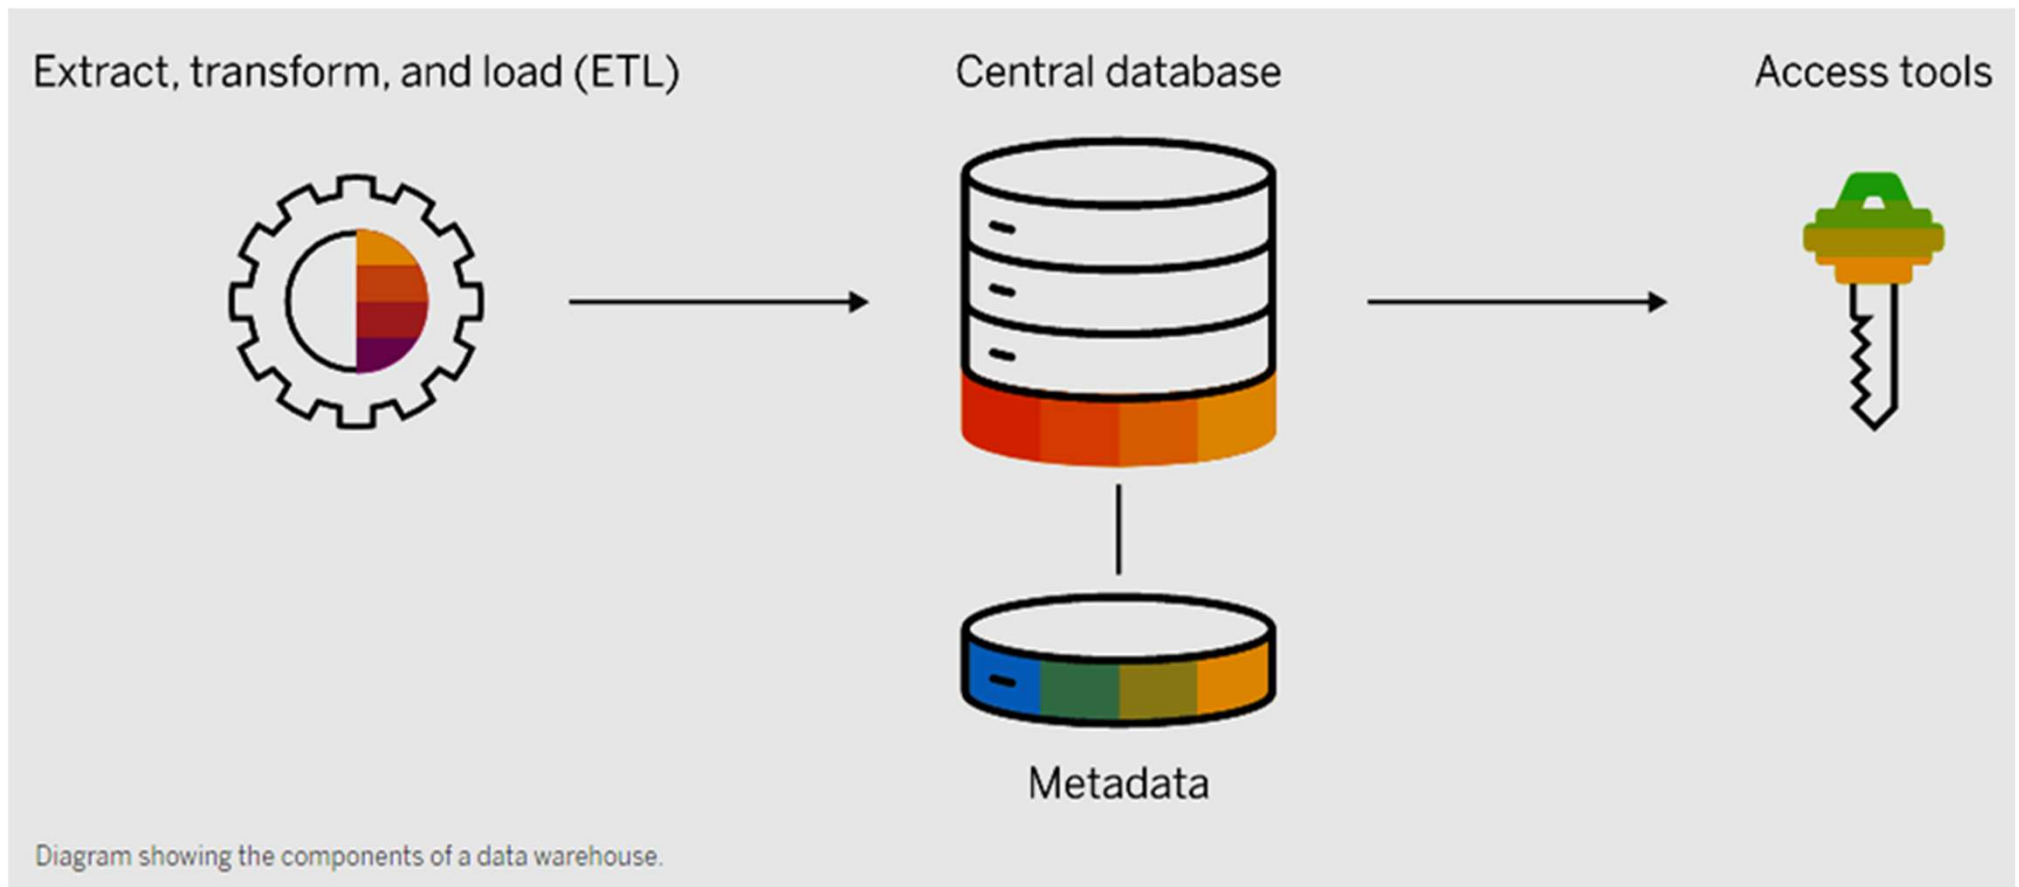 Extract, transform, and load (ETL)
Central database
Access tools
Metadata
Diagram showing the components of a data warehouse.